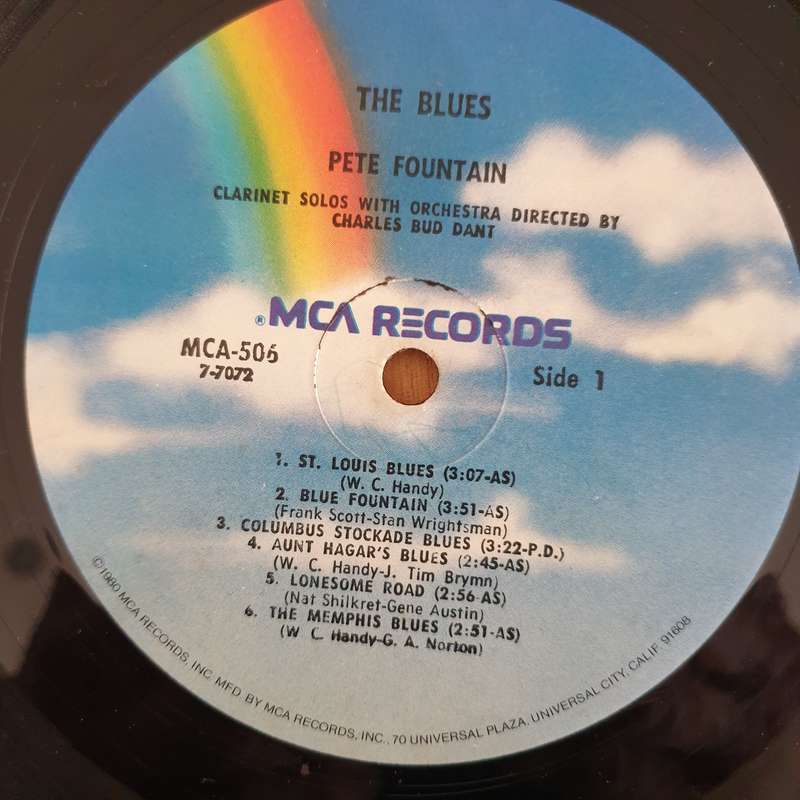 THE BLUES
PETE FOUNTAIN
CLARINET SOLOS WITH ORCHESTRA DIRECTED BY
CHARLES BUD DANT
®MCA RECORDS
MCA-506
7-7072
Side 1
1. ST. LOUIS BLUES (3:07-AS)
(W. C. Handy)
2. BLUE FOUNTAIN (3:51-AS)
(Frank Scott-Stan Wrightsman)
3. COLUMBUS STOCKADE BLUES (3:22-P.D.)
4. AUNT HAGAR'S BLUES (2:45-AS)
(W. C. Handy-J. Tim Brymn)
5. LONESOME ROAD (2:56-AS)
(Nat Shilkret-Gene Austin)
6. THE MEMPHIS BLUES (2:51-AS)
(W C. Handy-G. A. Norton)
©1980 MCA RECORDS, INC. MFD. BY MCA RECORDS, INC., 70 UNIVERSAL PLAZA, UNIVERSAL CITY, CALIF. 91608